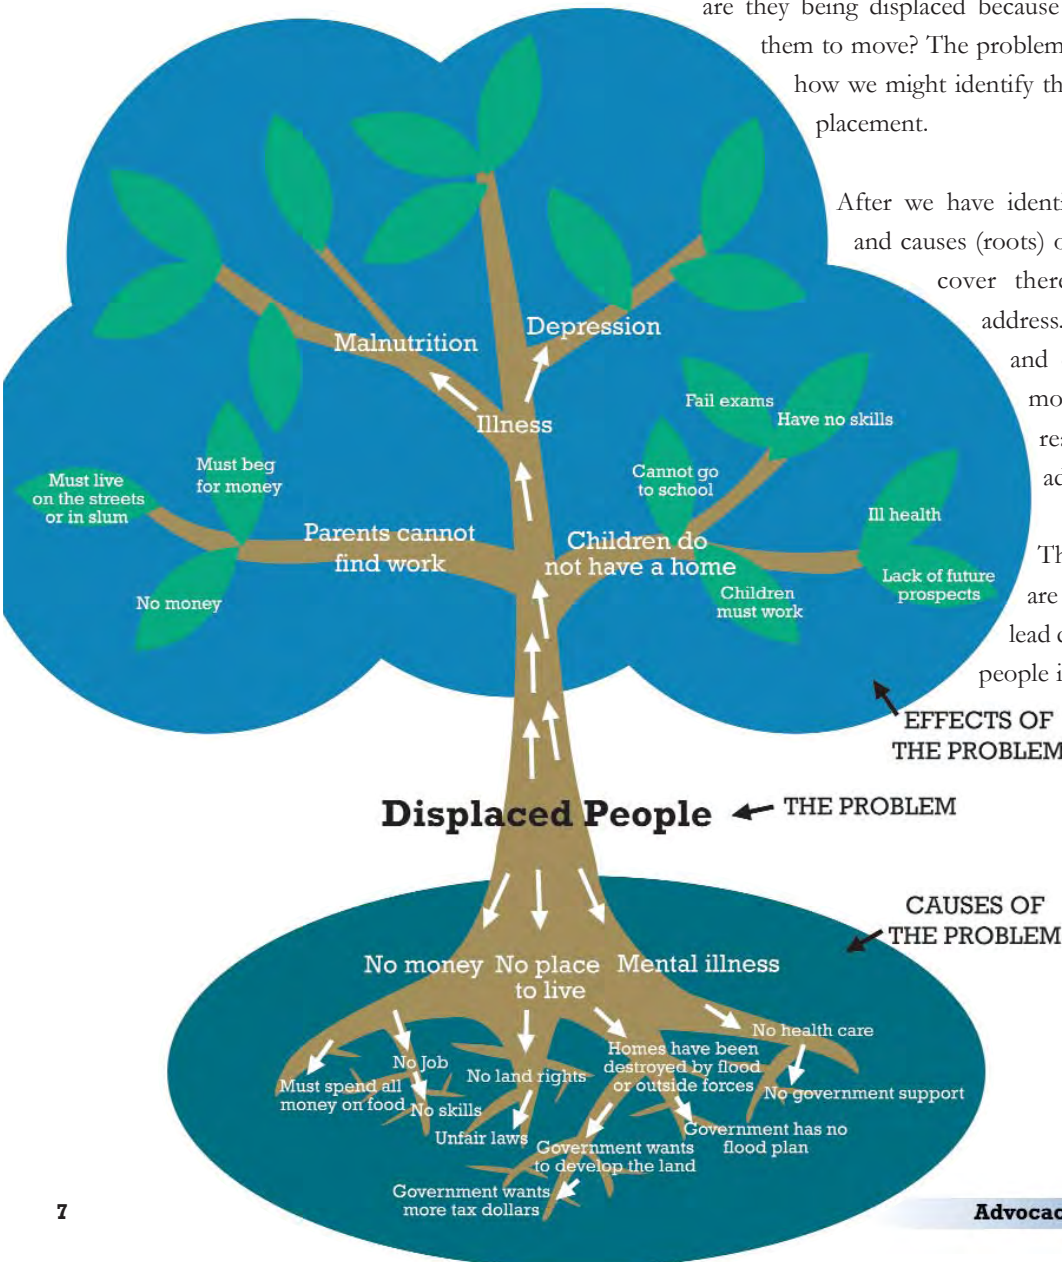 are they being displaced because
them to move? The problem
how we might identify th
placement.
After we have identi
and causes (roots) o
cover there
address.
and
mo
res
ad
Th
are
lead
people i
Depression
Malnutrition
Illness
Fail exams
Have no skills
Must beg
for money
Must live
on the streets
or in slum
Cannot go
to school
Ill health
Parents cannot
find work
Children do
not have a home
Lack of future
prospects
Children
must work
No money
EFFECTS OF
THE PROBLEM
Displaced People
THE PROBLEM
CAUSES OF
THE PROBLEM
No money
No place
to live
Mental illness
No health care
No Job
Homes have been
destroyed by flood
or outside forces
No land rights
Must spend all
money on food
No government support
No skills
Unfair laws
Government has no
flood plan
Government wants
to develop the land
Government wants
more tax dollars
7
Advocac